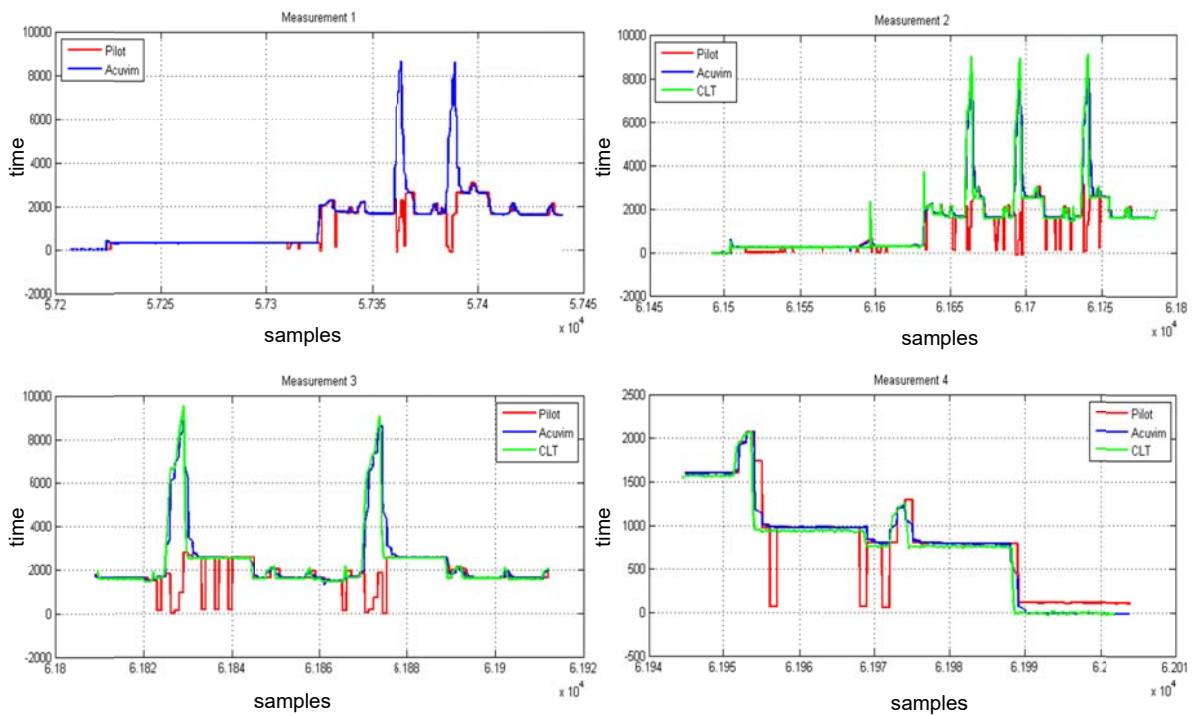 Measurement 1
10000
8000
6000
4000
2000
0
-2000
time
Pilot
Acuvim
5.72 5.725 5.73 5.735 5.74 5.745
x 10^4
samples
Measurement 2
10000
8000
6000
4000
2000
0
-2000
time
Pilot
Acuvim
CLT
6.145 6.15 6.155 6.16 6.165 6.17 6.175 6.18
x 10^4
samples
Measurement 3
10000
8000
6000
4000
2000
0
-2000
time
Pilot
Acuvim
CLT
6.18 6.182 6.184 6.186 6.188 6.19 6.192
x 10^4
samples
Measurement 4
2500
2000
1500
1000
500
0
-500
time
Pilot
Acuvim
CLT
6.194 6.195 6.196 6.197 6.198 6.199 6.2 6.201
x 10^4
samples